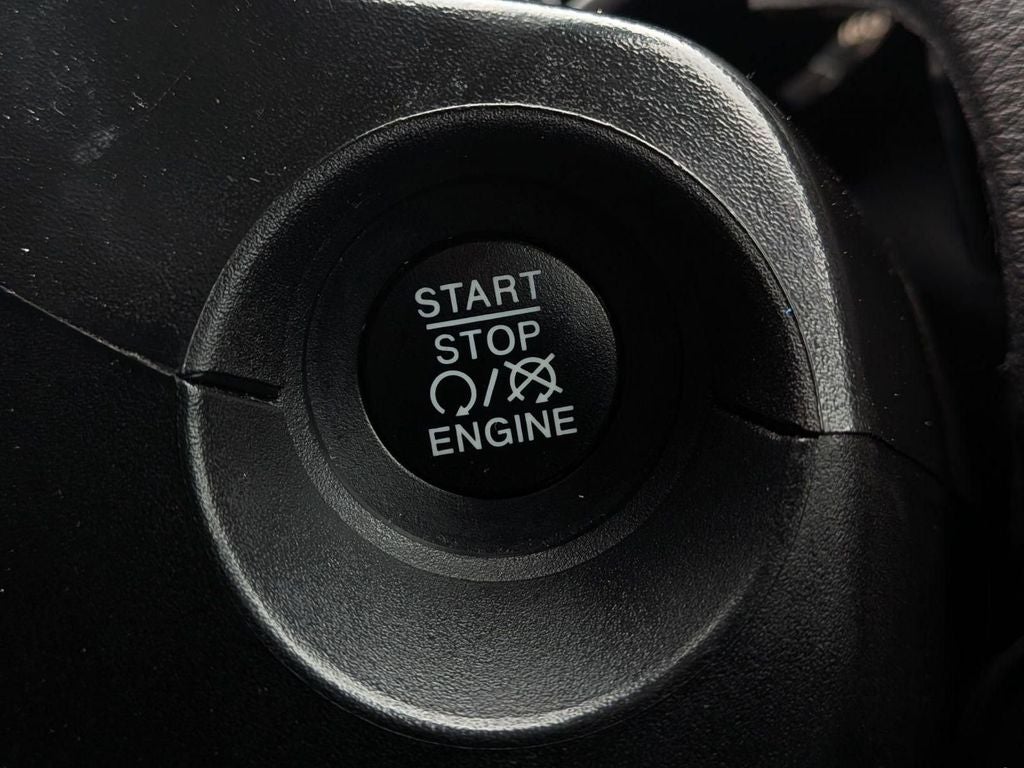 START
STOP
/
ENGINE